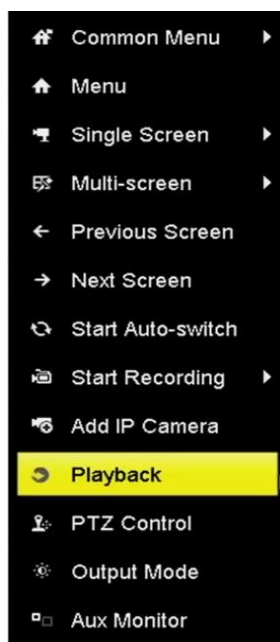 Common Menu
Menu
Single Screen
Multi-screen
Previous Screen
Next Screen
Start Auto-switch
Start Recording
Add IP Camera
Playback
PTZ Control
Output Mode
Aux Monitor